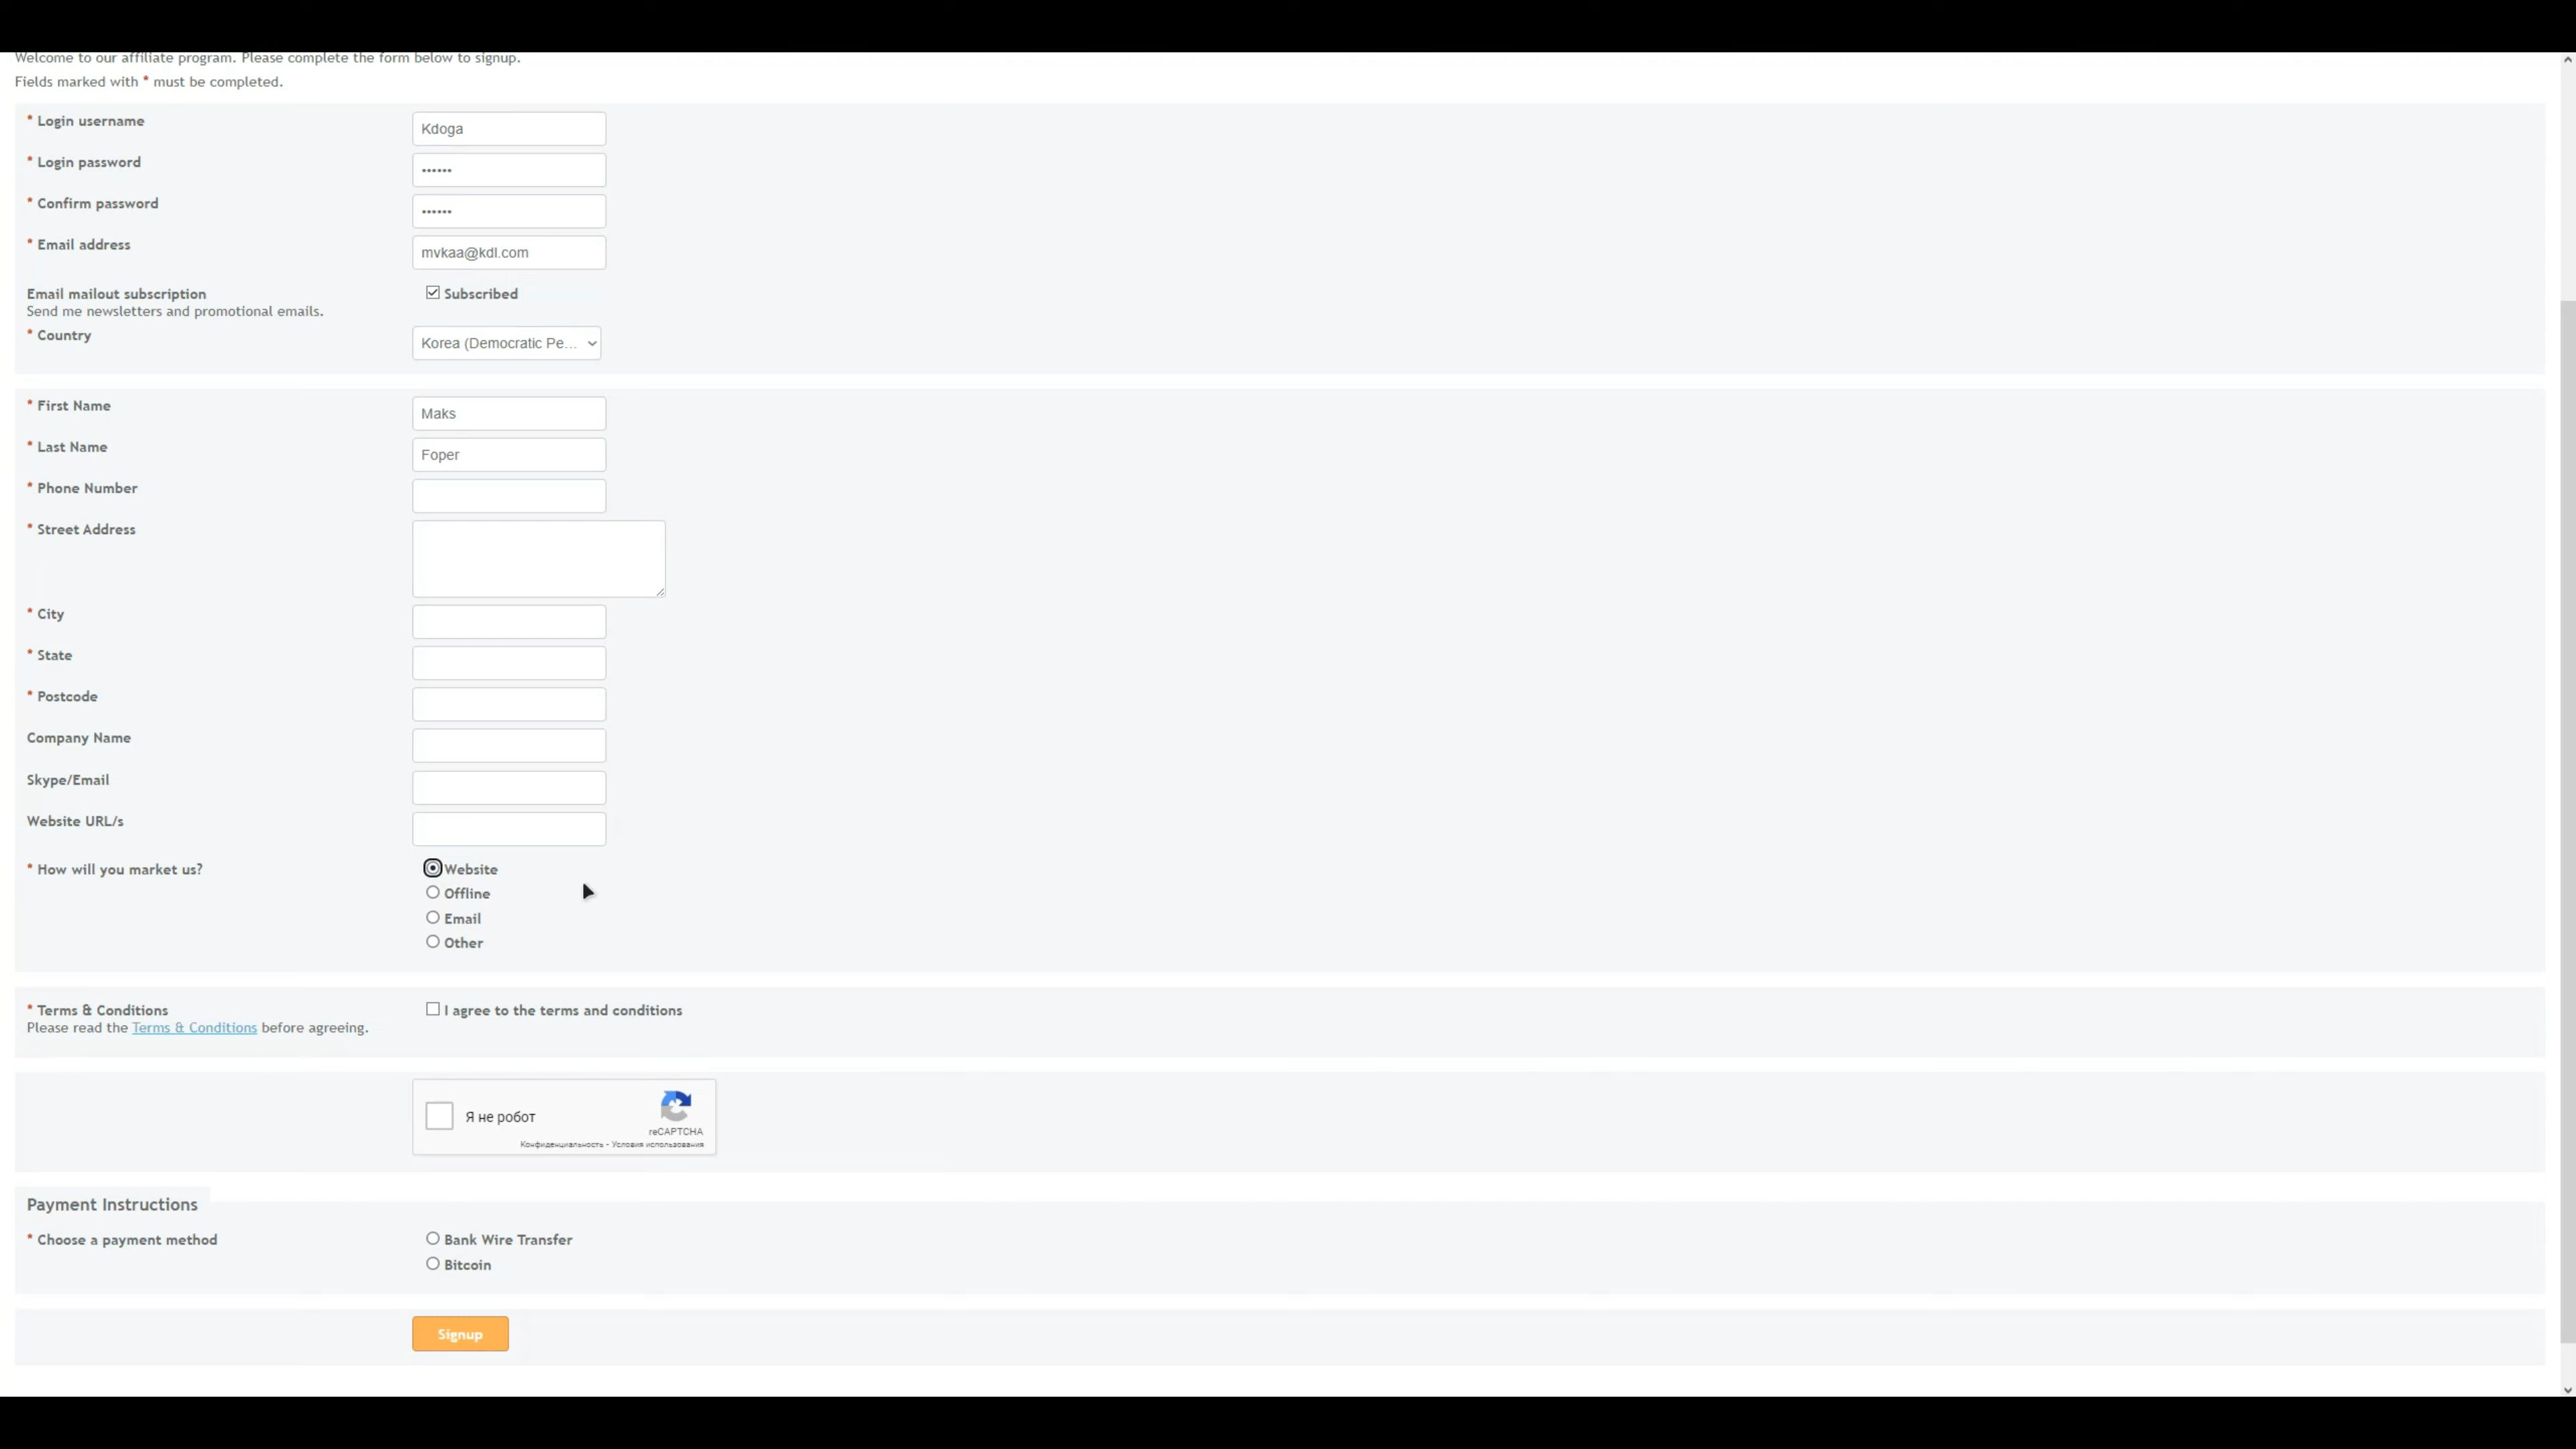 Welcome to our affiliate program. Please complete the form below to signup.
Fields marked with * must be completed.
* Login username
Kdoga
* Login password
••••••
* Confirm password
••••••
* Email address
mvkaa@kdl.com
Email mailout subscription
Subscribed
Send me newsletters and promotional emails.
* Country
Korea (Democratic Pe...
* First Name
Maks
* Last Name
Foper
* Phone Number
* Street Address
* City
* State
* Postcode
Company Name
Skype/Email
Website URL/s
* How will you market us?
Website
Offline
Email
Other
* Terms & Conditions
I agree to the terms and conditions
Please read the Terms & Conditions before agreeing.
Я не робот
reCAPTCHA
Конфиденциальность - Условия использования
Payment Instructions
* Choose a payment method
Bank Wire Transfer
Bitcoin
Signup